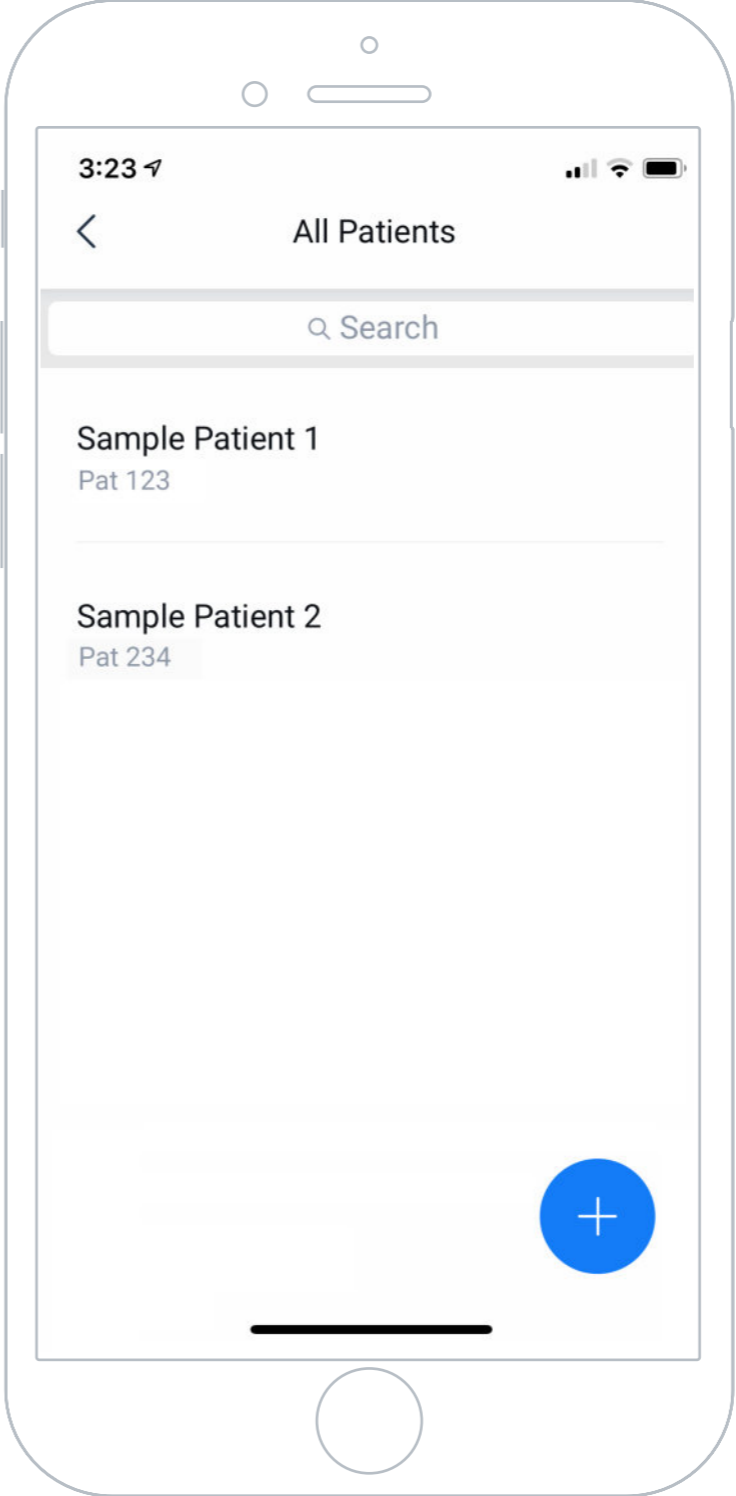 3:23
All Patients
Search
Sample Patient 1
Pat 123
Sample Patient 2
Pat 234